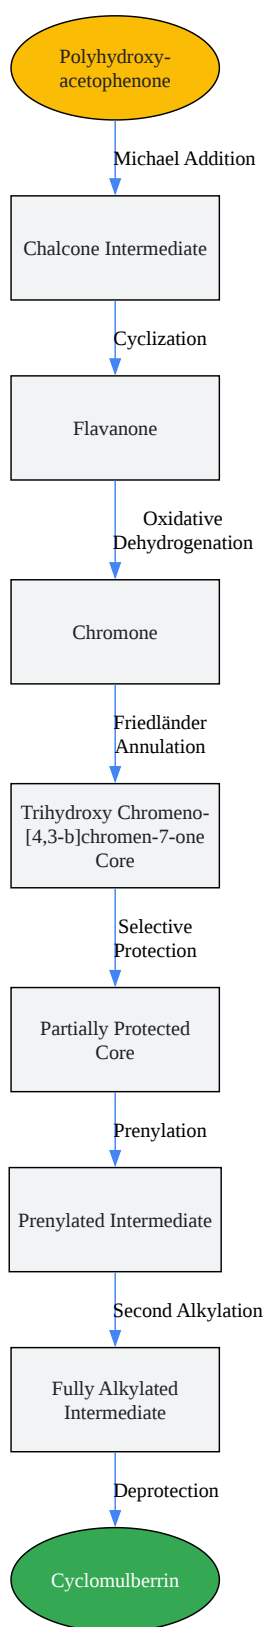 Polyhydroxy-
acetophenone
Michael Addition
Chalcone Intermediate
Cyclization
Flavanone
Oxidative
Dehydrogenation
Chromone
Friedländer
Annulation
Trihydroxy Chromeno-
[4,3-b]chromen-7-one
Core
Selective
Protection
Partially Protected
Core
Prenylation
Prenylated Intermediate
Second Alkylation
Fully Alkylated
Intermediate
Deprotection
Cyclomulberrin